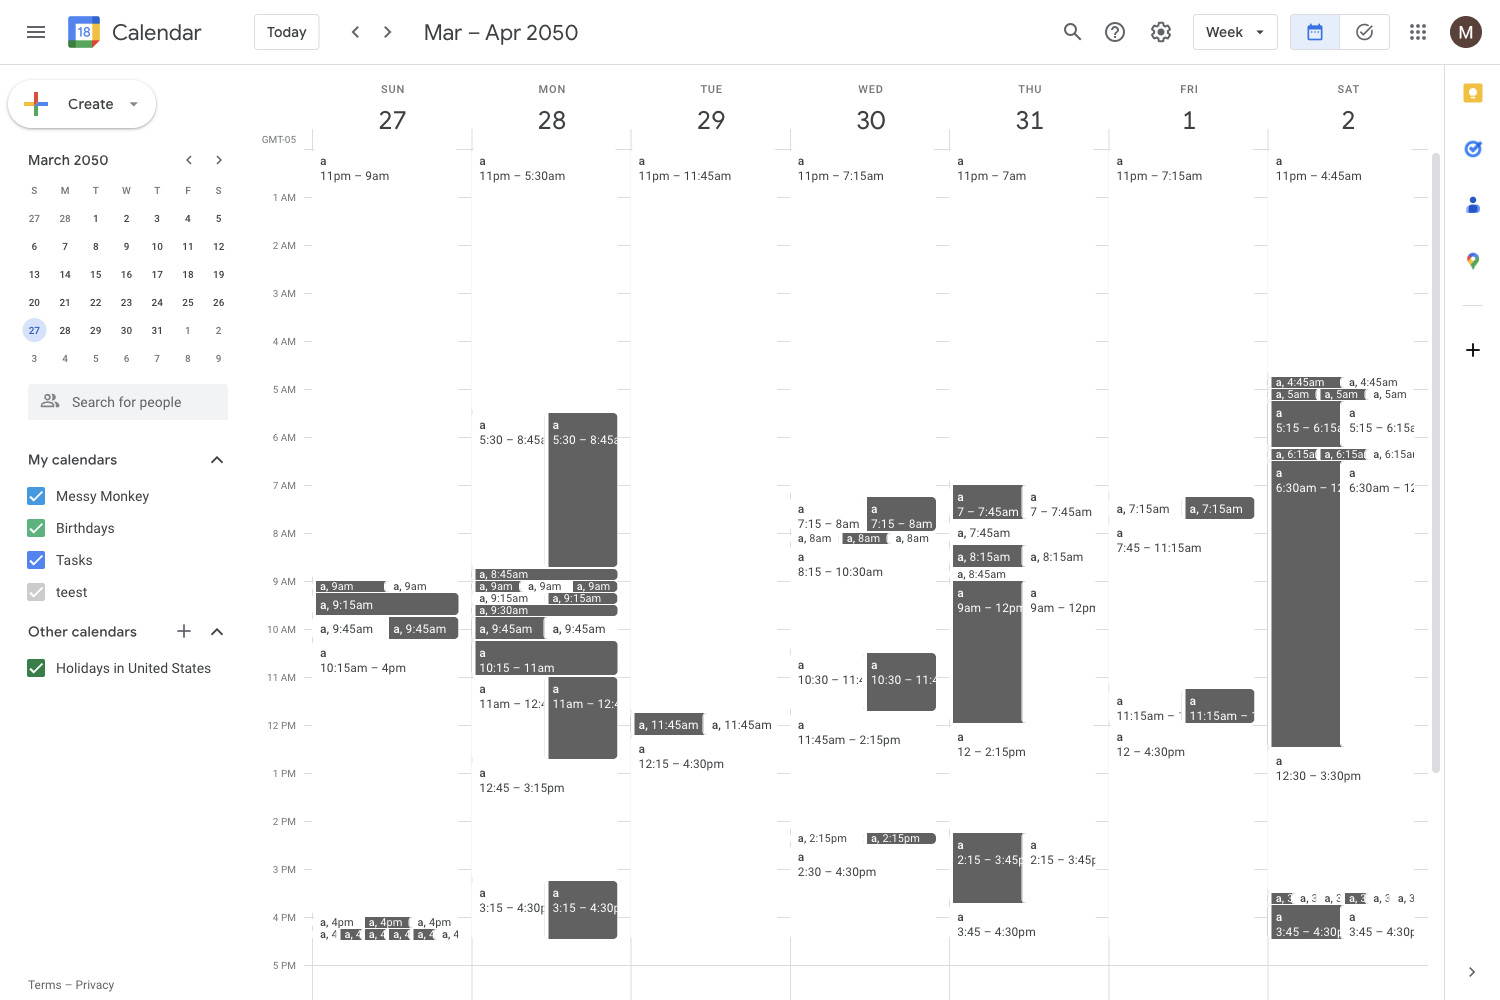 18 Calendar
Today
Mar – Apr 2050
Week
M
Create
March 2050
S M T W T F S
27 28 1 2 3 4 5
6 7 8 9 10 11 12
13 14 15 16 17 18 19
20 21 22 23 24 25 26
27 28 29 30 31 1 2
3 4 5 6 7 8 9
Search for people
My calendars
Messy Monkey
Birthdays
Tasks
teest
Other calendars
Holidays in United States
Terms – Privacy
GMT-05
1 AM
2 AM
3 AM
4 AM
5 AM
6 AM
7 AM
8 AM
9 AM
10 AM
11 AM
12 PM
1 PM
2 PM
3 PM
4 PM
5 PM
SUN
27
a
11pm – 9am
a, 9am
a, 9am
a, 9:15am
a, 9:45am
a, 9:45am
a
10:15am – 4pm
a, 4pm
a, 4pm
a, 4pm
a, 4
a, 4
a, 4
a, 4
a, 4
a, 4
MON
28
a
11pm – 5:30am
a
5:30 – 8:45a
a
5:30 – 8:45a
a, 8:45am
a, 9am
a, 9am
a, 9am
a, 9:15am
a, 9:15am
a, 9:30am
a, 9:45am
a, 9:45am
a
10:15 – 11am
a
11am – 12:4
a
11am – 12:4
a
12:45 – 3:15pm
a
3:15 – 4:30p
a
3:15 – 4:30p
TUE
29
a
11pm – 11:45am
a, 11:45am
a, 11:45am
a
12:15 – 4:30pm
WED
30
a
11pm – 7:15am
a
7:15 – 8am
a
7:15 – 8am
a, 8am
a, 8am
a, 8am
a
8:15 – 10:30am
a
10:30 – 11:4
a
10:30 – 11:4
a
11:45am – 2:15pm
a, 2:15pm
a, 2:15pm
a
2:30 – 4:30pm
THU
31
a
11pm – 7am
a
7 – 7:45am
a
7 – 7:45am
a, 7:45am
a, 8:15am
a, 8:15am
a, 8:45am
a
9am – 12pm
a
9am – 12pm
a
12 – 2:15pm
a
2:15 – 3:45p
a
2:15 – 3:45p
a
3:45 – 4:30pm
FRI
1
a
11pm – 7:15am
a, 7:15am
a, 7:15am
a
7:45 – 11:15am
a
11:15am –
a
11:15am –
a
12 – 4:30pm
SAT
2
a
11pm – 4:45am
a, 4:45am
a, 4:45am
a, 5am
a, 5am
a, 5am
a
5:15 – 6:15a
a
5:15 – 6:15a
a, 6:15a
a, 6:15a
a, 6:15a
a
6:30am – 12
a
6:30am – 12
a
12:30 – 3:30pm
a, 3
a, 3
a, 3
a, 3
a, 3
a, 3
a
3:45 – 4:30p
a
3:45 – 4:30p